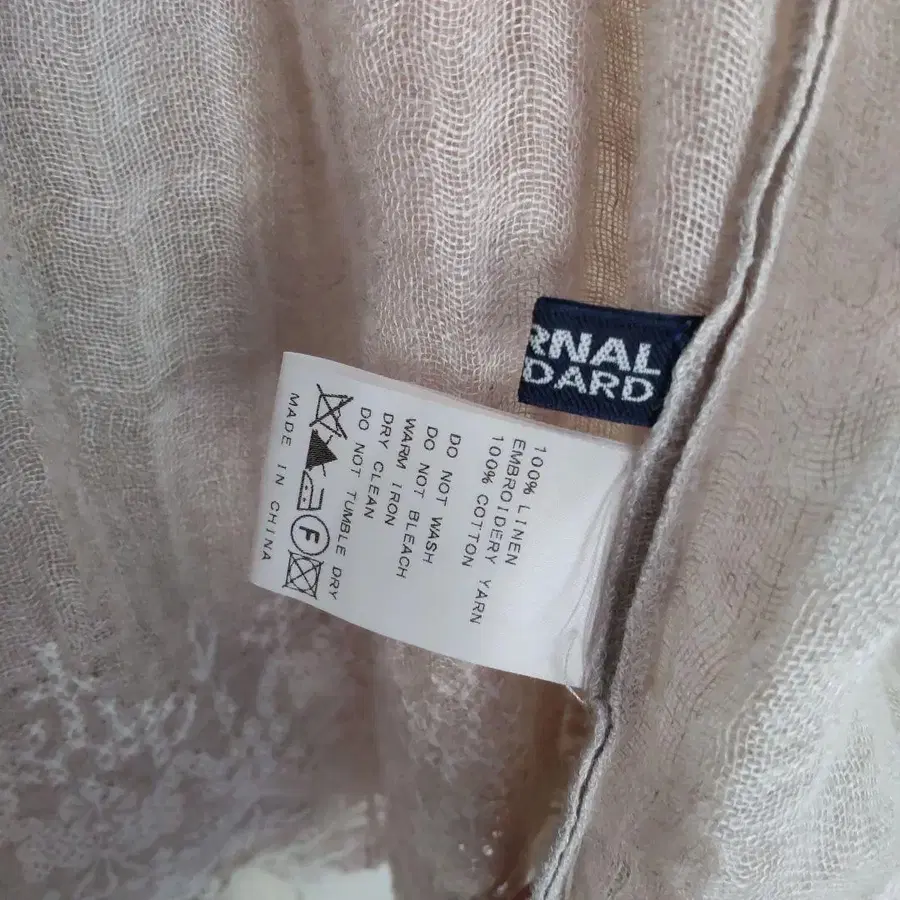 RNAL
DARD
100% LINEN
EMBROIDERY YARN
100% COTTON
DO NOT WASH
DO NOT BLEACH
WARM IRON
DRY CLEAN
DO NOT TUMBLE DRY
F
MADE IN CHINA